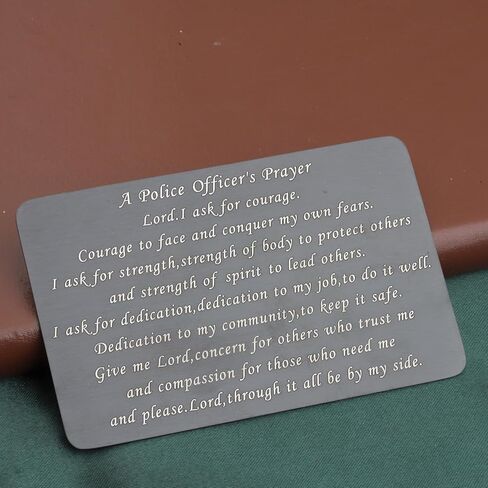 A Police Officer's Prayer
Lord.I ask for courage.
Courage to face and conquer my own fears.
I ask for strength,strength of body to protect others
and strength of spirit to lead others.
I ask for dedication,dedication to my job,to do it well.
Dedication to my community,to keep it safe.
Give me Lord,concern for others who trust me
and compassion for those who need me
and please.Lord,through it all be by my side.